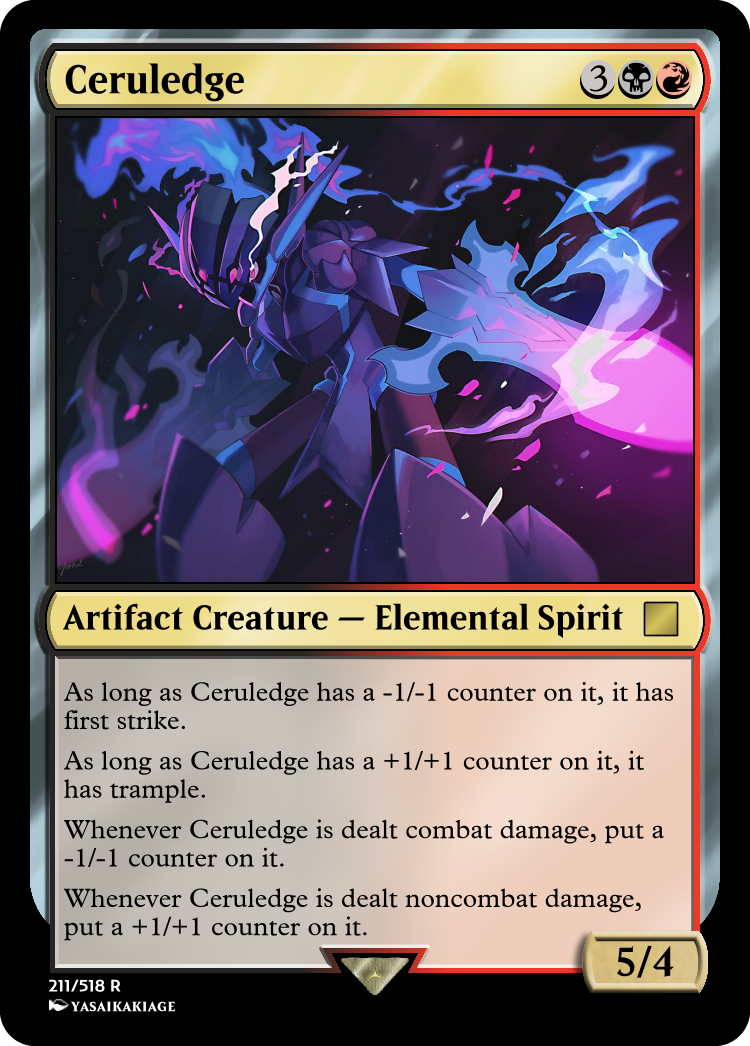 Ceruledge 3
Artifact Creature — Elemental Spirit
As long as Ceruledge has a -1/-1 counter on it, it has
first strike.
As long as Ceruledge has a +1/+1 counter on it, it
has trample.
Whenever Ceruledge is dealt combat damage, put a
-1/-1 counter on it.
Whenever Ceruledge is dealt noncombat damage,
put a +1/+1 counter on it.
5/4
211/518 R
YASAIKAKIAGE